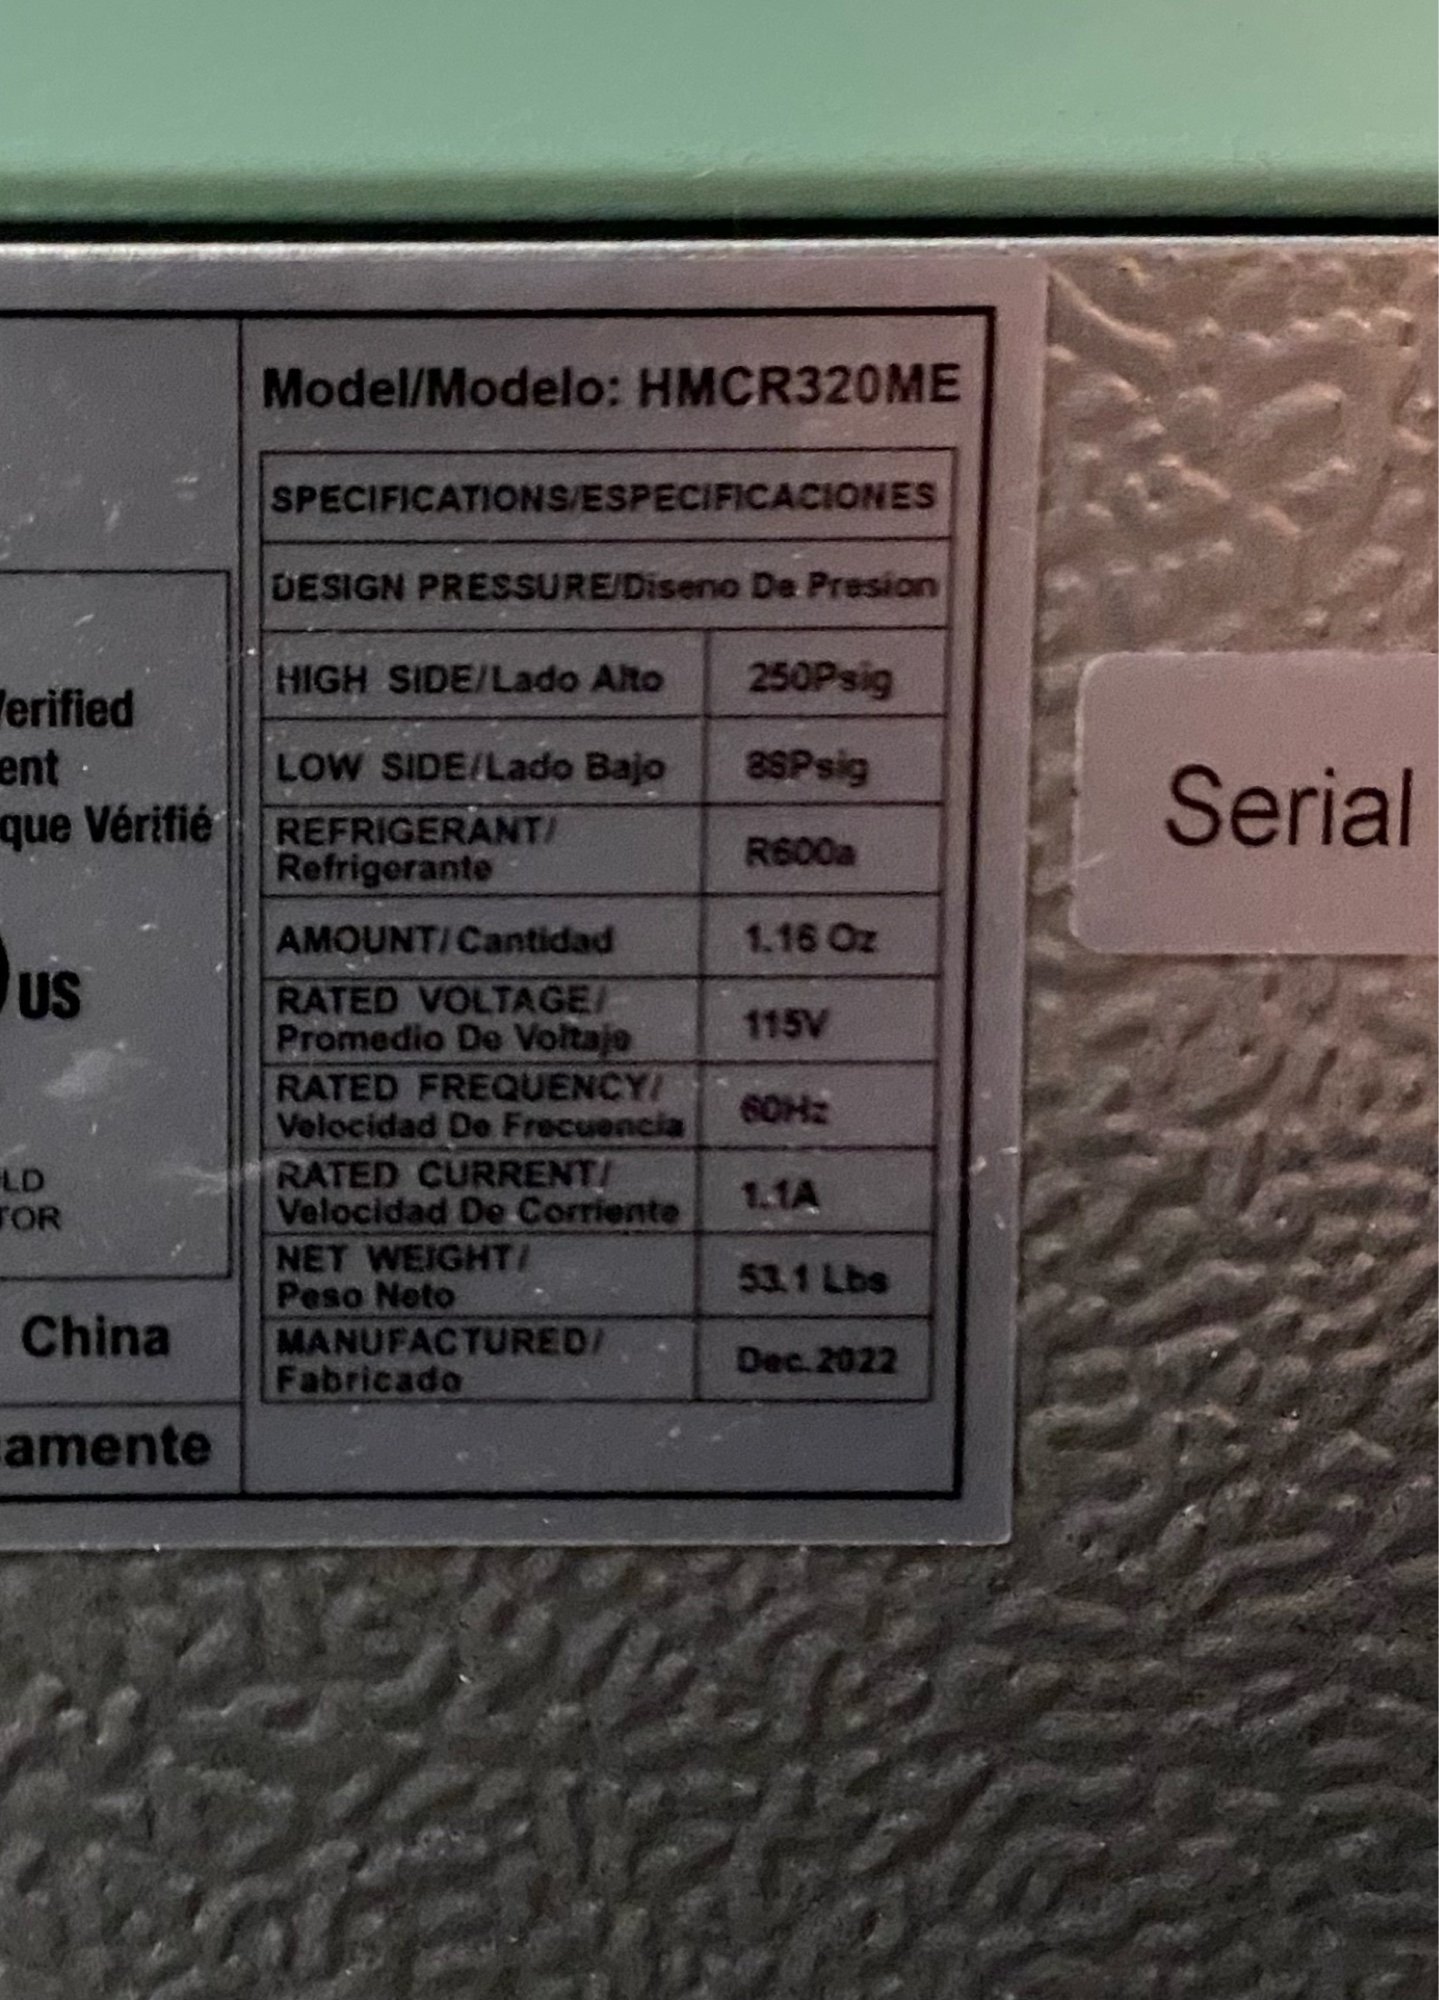 Model/Modelo: HMCR320ME
SPECIFICATIONS/ESPECIFICACIONES
DESIGN PRESSURE/Diseno De Presion
HIGH SIDE/Lado Alto 250Psig
LOW SIDE/Lado Bajo 88Psig
REFRIGERANT/
Refrigerante R600a
AMOUNT/Cantidad 1.16 Oz
RATED VOLTAGE/
Promedio De Voltaje 115V
RATED FREQUENCY/
Velocidad De Frecuencia 60Hz
RATED CURRENT/
Velocidad De Corriente 1.1A
NET WEIGHT/
Peso Neto 53.1 Lbs
MANUFACTURED/
Fabricado Dec.2022
Verified
ent
que Vérifié
US
LD
TOR
China
amente
Serial